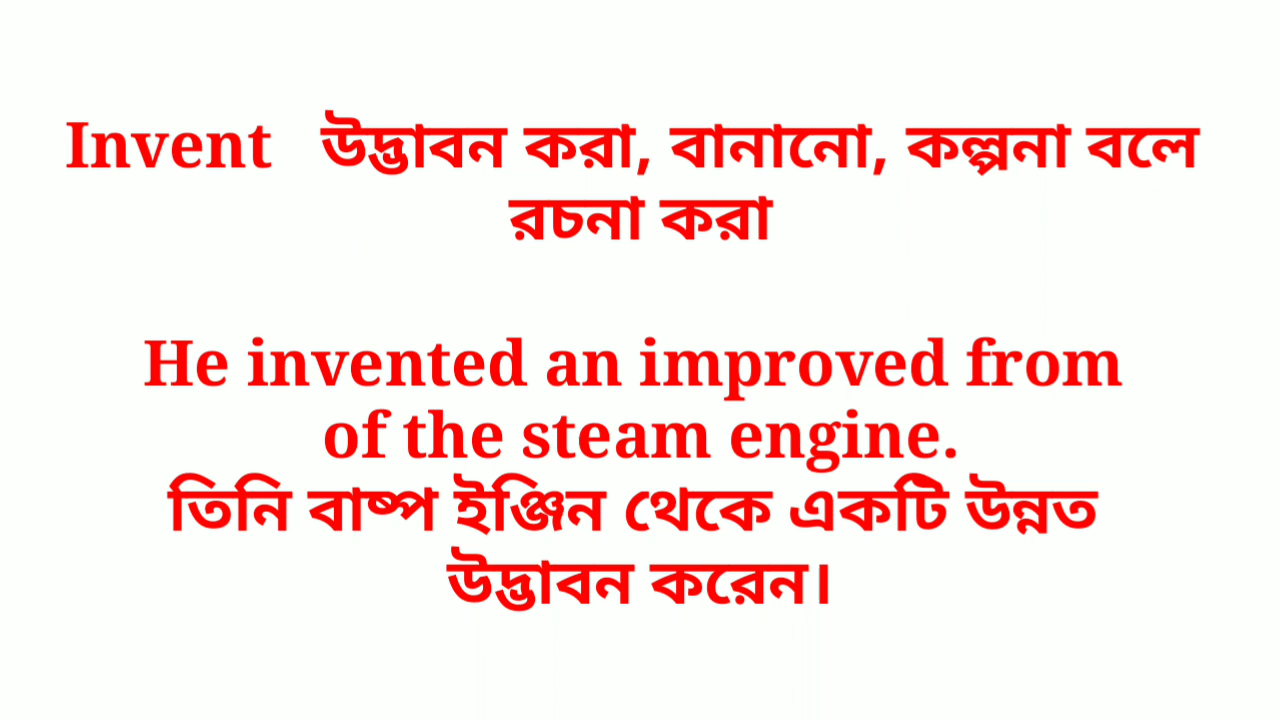 Invent উদ্ভাবন করা, বানানো, কল্পনা বলে
রচনা করা
He invented an improved from
of the steam engine.
তিনি বাষ্প ইঞ্জিন থেকে একটি উন্নত
উদ্ভাবন করেন।